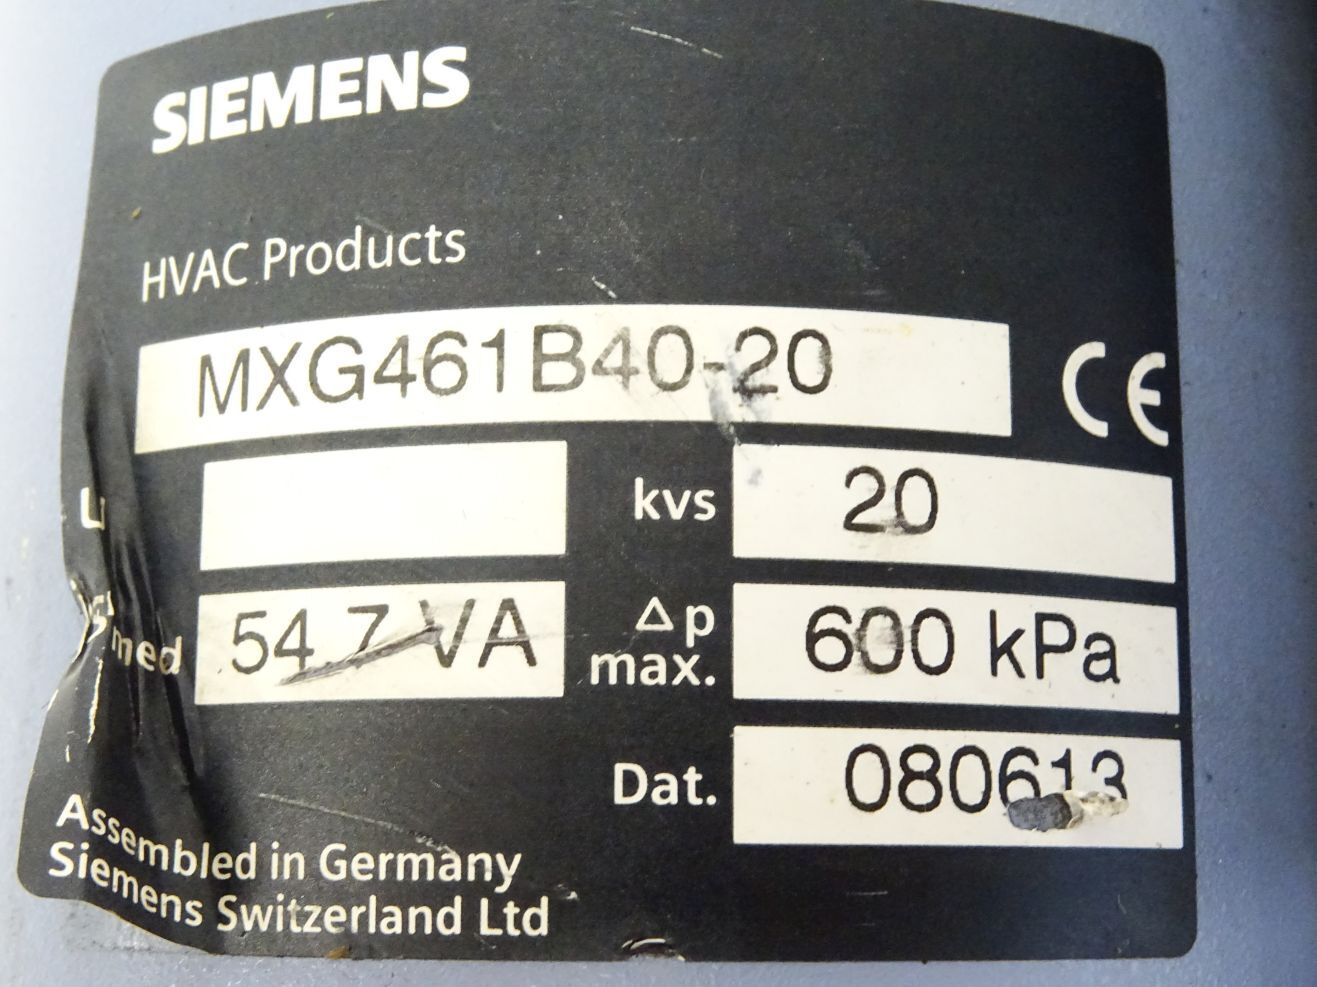 SIEMENS
HVAC Products
MXG461B40-20
CE
kvs 20
med 54.7 VA
Δp max. 600 kPa
Dat. 080613
Assembled in Germany
Siemens Switzerland Ltd